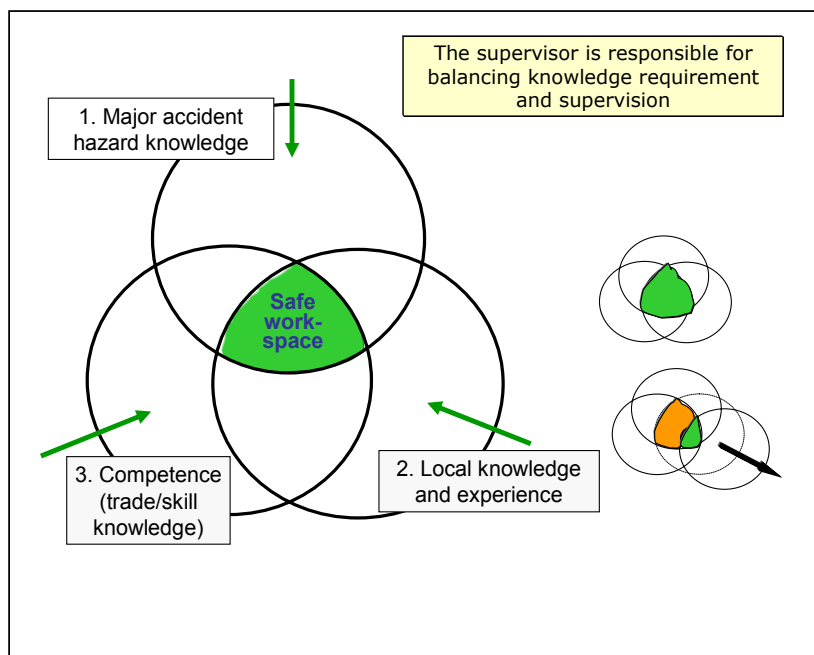 The supervisor is responsible for
balancing knowledge requirement
and supervision
1. Major accident
hazard knowledge
Safe
work-
space
3. Competence
(trade/skill
knowledge)
2. Local knowledge
and experience